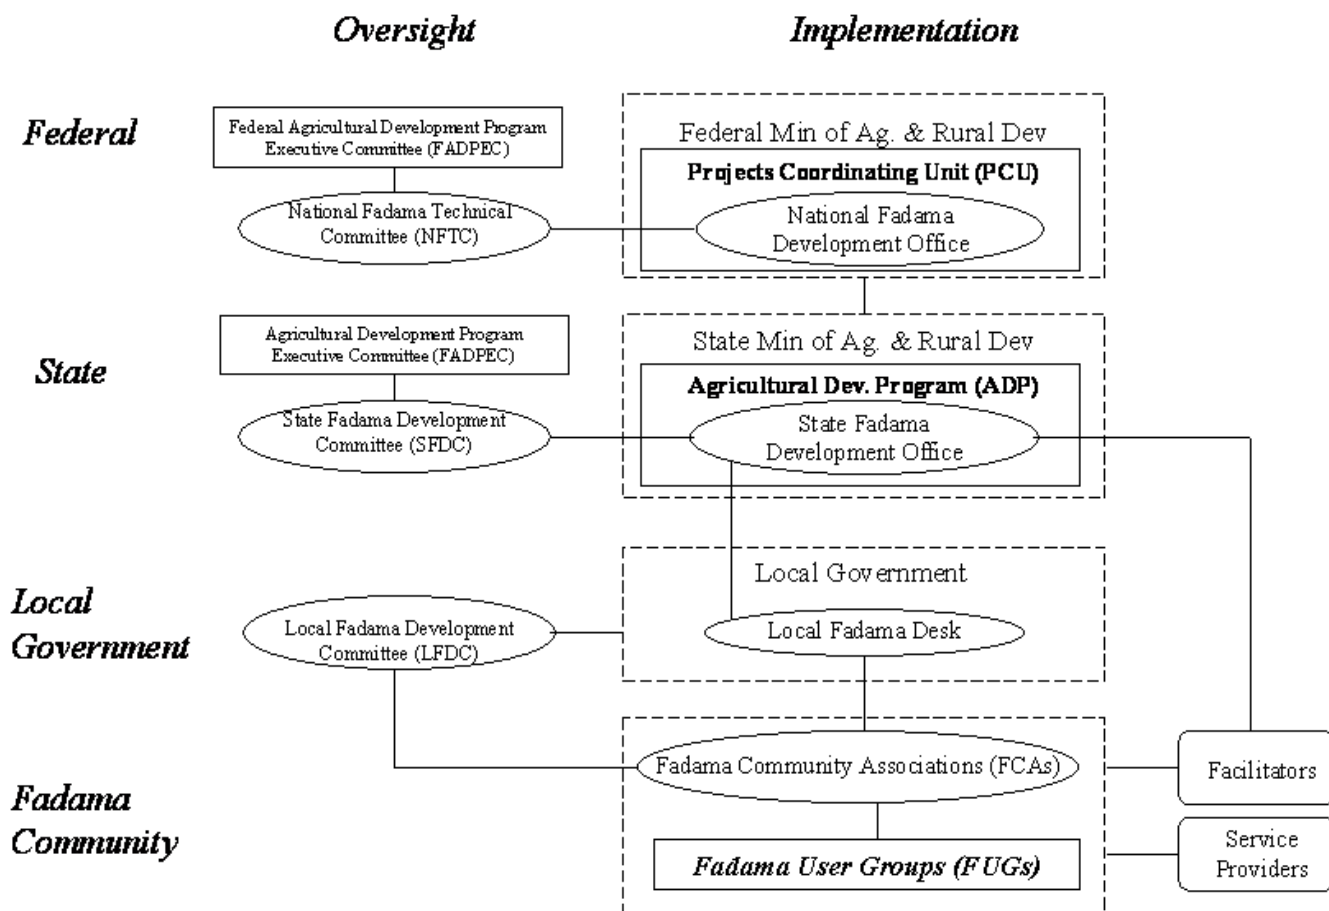 Oversight
Implementation
Federal
Federal Agricultural Development Program
Executive Committee (FADPEC)
National Fadama Technical
Committee (NFTC)
Federal Min of Ag. & Rural Dev
Projects Coordinating Unit (PCU)
National Fadama
Development Office
State
Agricultural Development Program
Executive Committee (FADPEC)
State Fadama Development
Committee (SFDC)
State Min of Ag. & Rural Dev
Agricultural Dev. Program (ADP)
State Fadama
Development Office
Local
Government
Local Fadama Development
Committee (LFDC)
Local Government
Local Fadama Desk
Fadama
Community
Fadama Community Associations (FCAs)
Fadama User Groups (FUGs)
Facilitators
Service
Providers